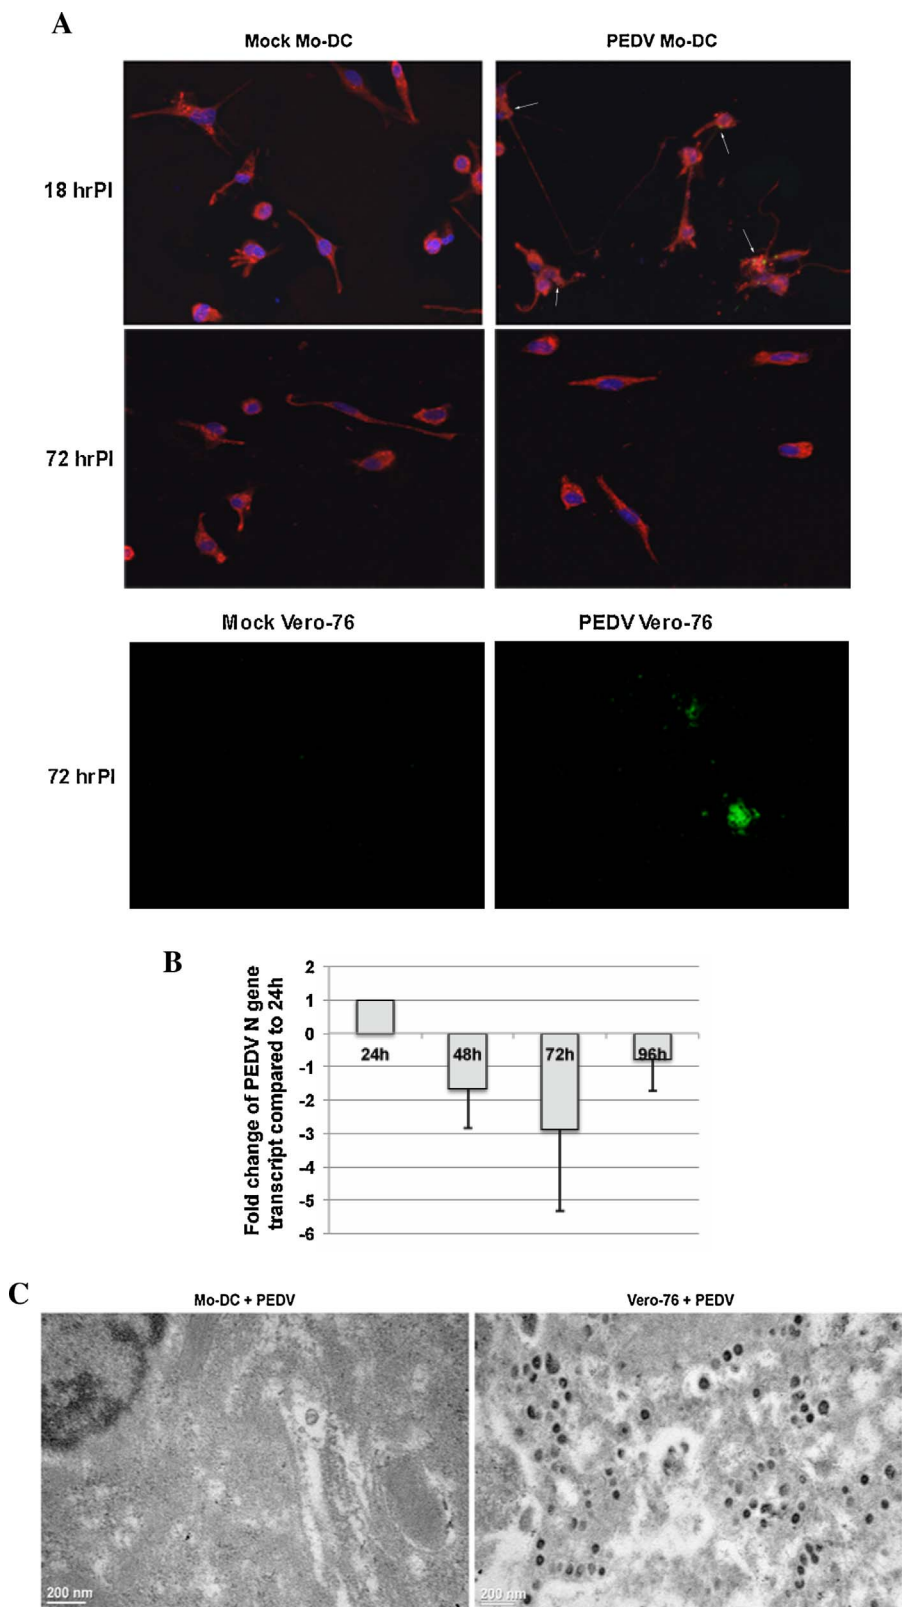 A
Mock Mo-DC
PEDV Mo-DC
18 hrPI
72 hrPI
Mock Vero-76
PEDV Vero-76
72 hrPI
B
Fold change of PEDV N gene
transcript compared to 24h
2
1
0
-1
-2
-3
-4
-5
-6
24h
48h
72h
96h
C
Mo-DC + PEDV
Vero-76 + PEDV
200 nm
200 nm